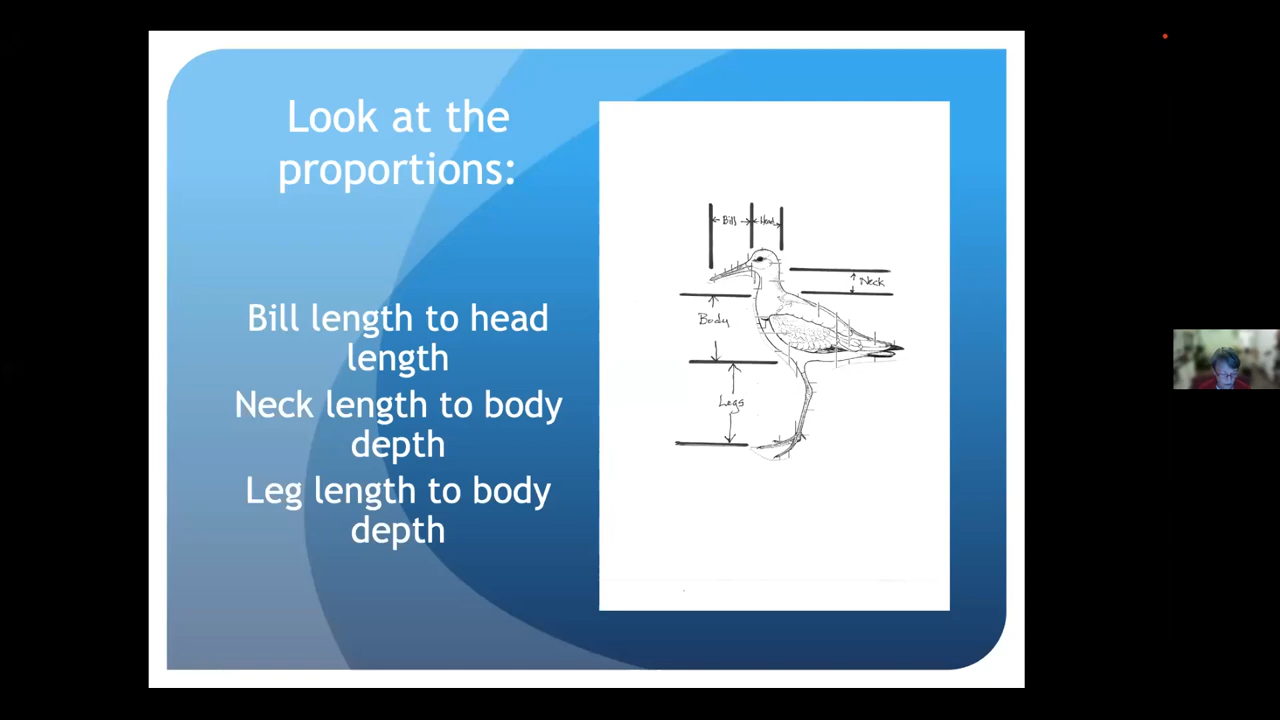 Look at the
proportions:
Bill length to head
length
Neck length to body
depth
Leg length to body
depth
Bill
Head
Neck
Body
Legs